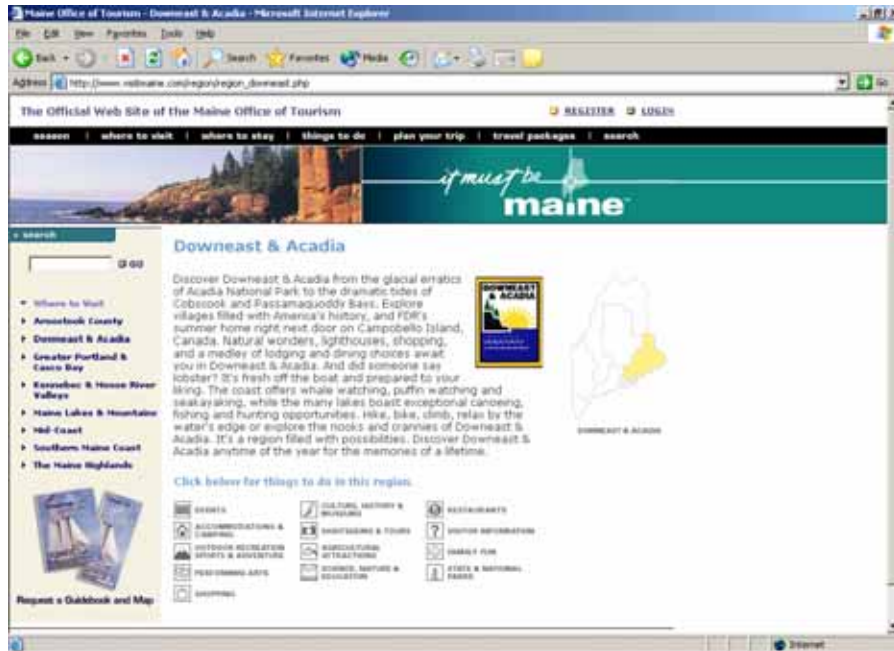 Maine Office of Tourism - Downeast & Acadia - Microsoft Internet Explorer
File Edit View Favorites Tools Help
Back Search Favorites Media
Address http://www.visitmaine.com/region/region_downeast.php Go
The Official Web Site of the Maine Office of Tourism REGISTER LOGIN
season | where to visit | where to stay | things to do | plan your trip | travel packages | search
it must be
maine
search
GO
Where to Visit
Aroostook County
Downeast & Acadia
Greater Portland &
Casco Bay
Kennebec & Moose River
Valleys
Maine Lakes & Mountains
Mid-Coast
Southern Maine Coast
The Maine Highlands
Request a Guidebook and Map
Downeast & Acadia
Discover Downeast & Acadia from the glacial erratics
of Acadia National Park to the dramatic tides of
Cobscook and Passamaquoddy Bays. Explore
villages filled with America's history, and FDR's
summer home right next door on Campobello Island,
Canada. Natural wonders, lighthouses, shopping,
and a medley of lodging and dining choices await
you in Downeast & Acadia. And did someone say
lobster? It's fresh off the boat and prepared to your
liking. The coast offers whale watching, puffin watching and
seakayaking, while the many lakes boast exceptional canoeing,
fishing and hunting opportunities. Hike, bike, climb, relax by the
water's edge or explore the nooks and crannies of Downeast &
Acadia. It's a region filled with possibilities. Discover Downeast &
Acadia anytime of the year for the memories of a lifetime.
DOWNEAST
& ACADIA
DOWNEAST & ACADIA
Click below for things to do in this region.
EVENTS
ACCOMMODATIONS &
CAMPING
OUTDOOR RECREATION
SPORTS & ADVENTURE
PERFORMING ARTS
SHOPPING
CULTURE, HISTORY &
MUSEUMS
SIGHTSEEING & TOURS
AGRICULTURAL
ATTRACTIONS
SCIENCE, NATURE &
EDUCATION
RESTAURANTS
VISITOR INFORMATION
FAMILY FUN
STATE & NATIONAL
PARKS
Internet